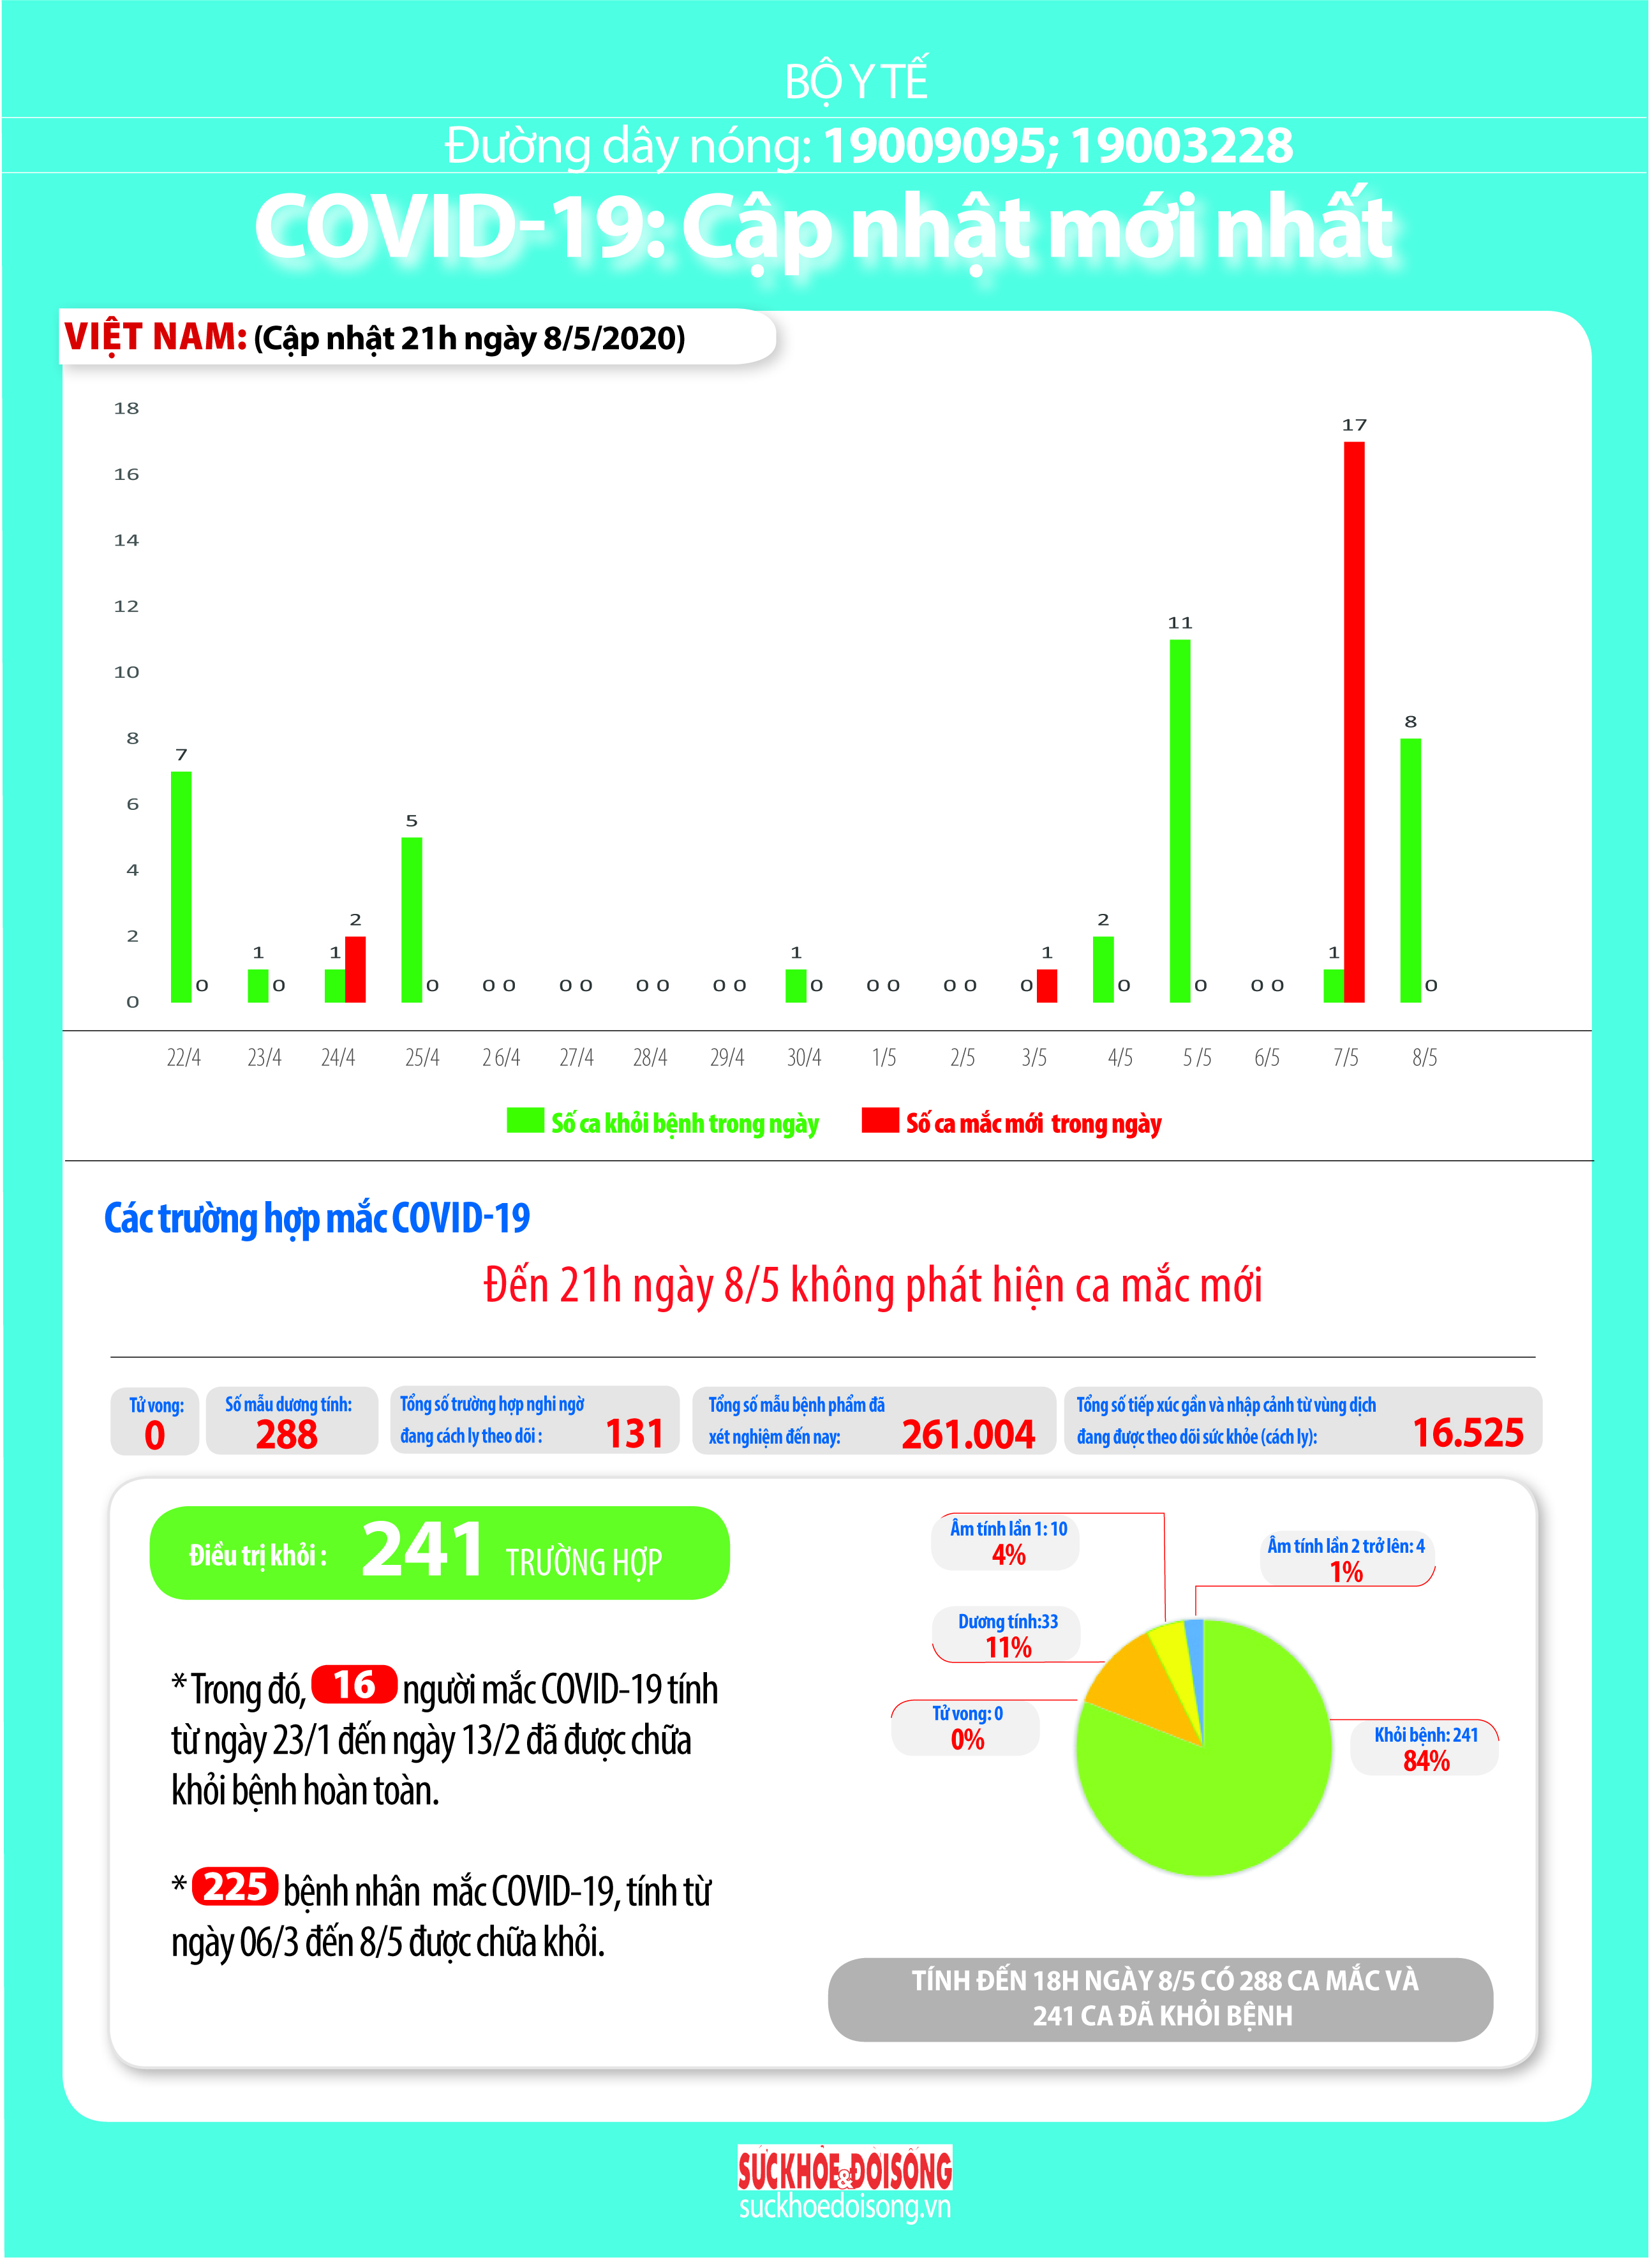 BỘ Y TẾ
Đường dây nóng: 19009095; 19003228
COVID-19: Cập nhật mới nhất
VIỆT NAM: (Cập nhật 21h ngày 8/5/2020)
18
16
14
12
10
8
6
4
2
0
7 0
1 0
1 2
5 0
0 0
0 0
0 0
0 0
1 0
0 0
0 0
0 1
2 0
11 0
0 0
1 17
8 0
22/4 23/4 24/4 25/4 2 6/4 27/4 28/4 29/4 30/4 1/5 2/5 3/5 4/5 5 /5 6/5 7/5 8/5
Số ca khỏi bệnh trong ngày Số ca mắc mới trong ngày
Các trường hợp mắc COVID-19
Đến 21h ngày 8/5 không phát hiện ca mắc mới
Tử vong:
0
Số mẫu dương tính:
288
Tổng số trường hợp nghi ngờ
đang cách ly theo dõi : 131
Tổng số mẫu bệnh phẩm đã
xét nghiệm đến nay: 261.004
Tổng số tiếp xúc gần và nhập cảnh từ vùng dịch
đang được theo dõi sức khỏe (cách ly): 16.525
Điều trị khỏi : 241 TRƯỜNG HỢP
* Trong đó, 16 người mắc COVID-19 tính
từ ngày 23/1 đến ngày 13/2 đã được chữa
khỏi bệnh hoàn toàn.
* 225 bệnh nhân mắc COVID-19, tính từ
ngày 06/3 đến 8/5 được chữa khỏi.
Âm tính lần 1: 10
4%
Âm tính lần 2 trở lên: 4
1%
Dương tính:33
11%
Tử vong: 0
0%
Khỏi bệnh: 241
84%
TÍNH ĐẾN 18H NGÀY 8/5 CÓ 288 CA MẮC VÀ
241 CA ĐÃ KHỎI BỆNH
SỨCKHỎE&ĐỜISỐNG
suckhoedoisong.vn